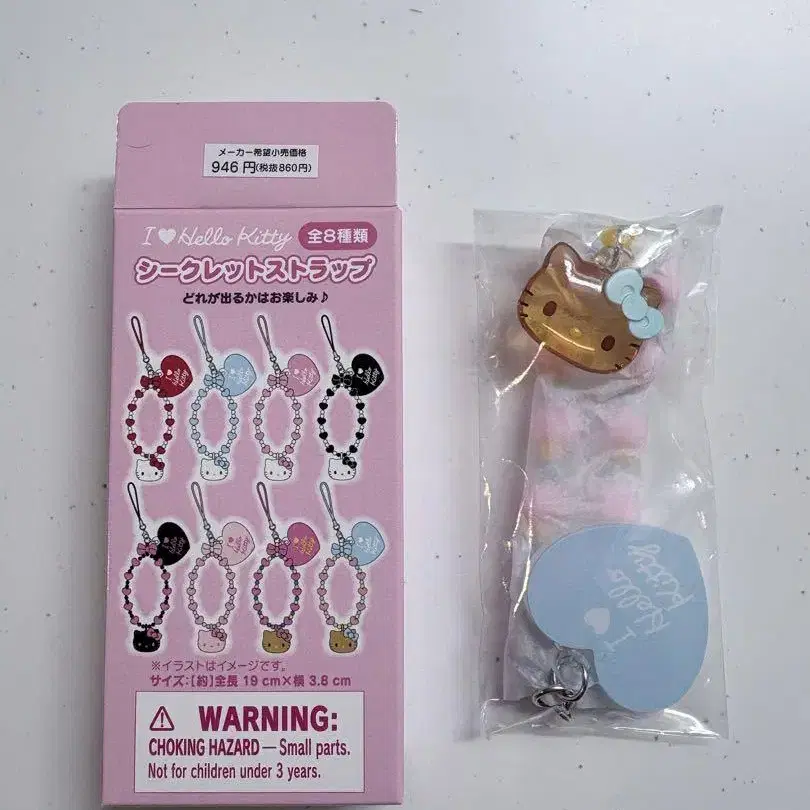 メーカー希望小売価格
946 円(税抜860円)
I♥Hello Kitty 全8種類
シークレットストラップ
どれが出るかはお楽しみ♪
※イラストはイメージです。
サイズ:【約】全長 19 cm×横 3.8 cm
⚠ WARNING:
CHOKING HAZARD — Small parts.
Not for children under 3 years.
I ♥
Hello
Kitty